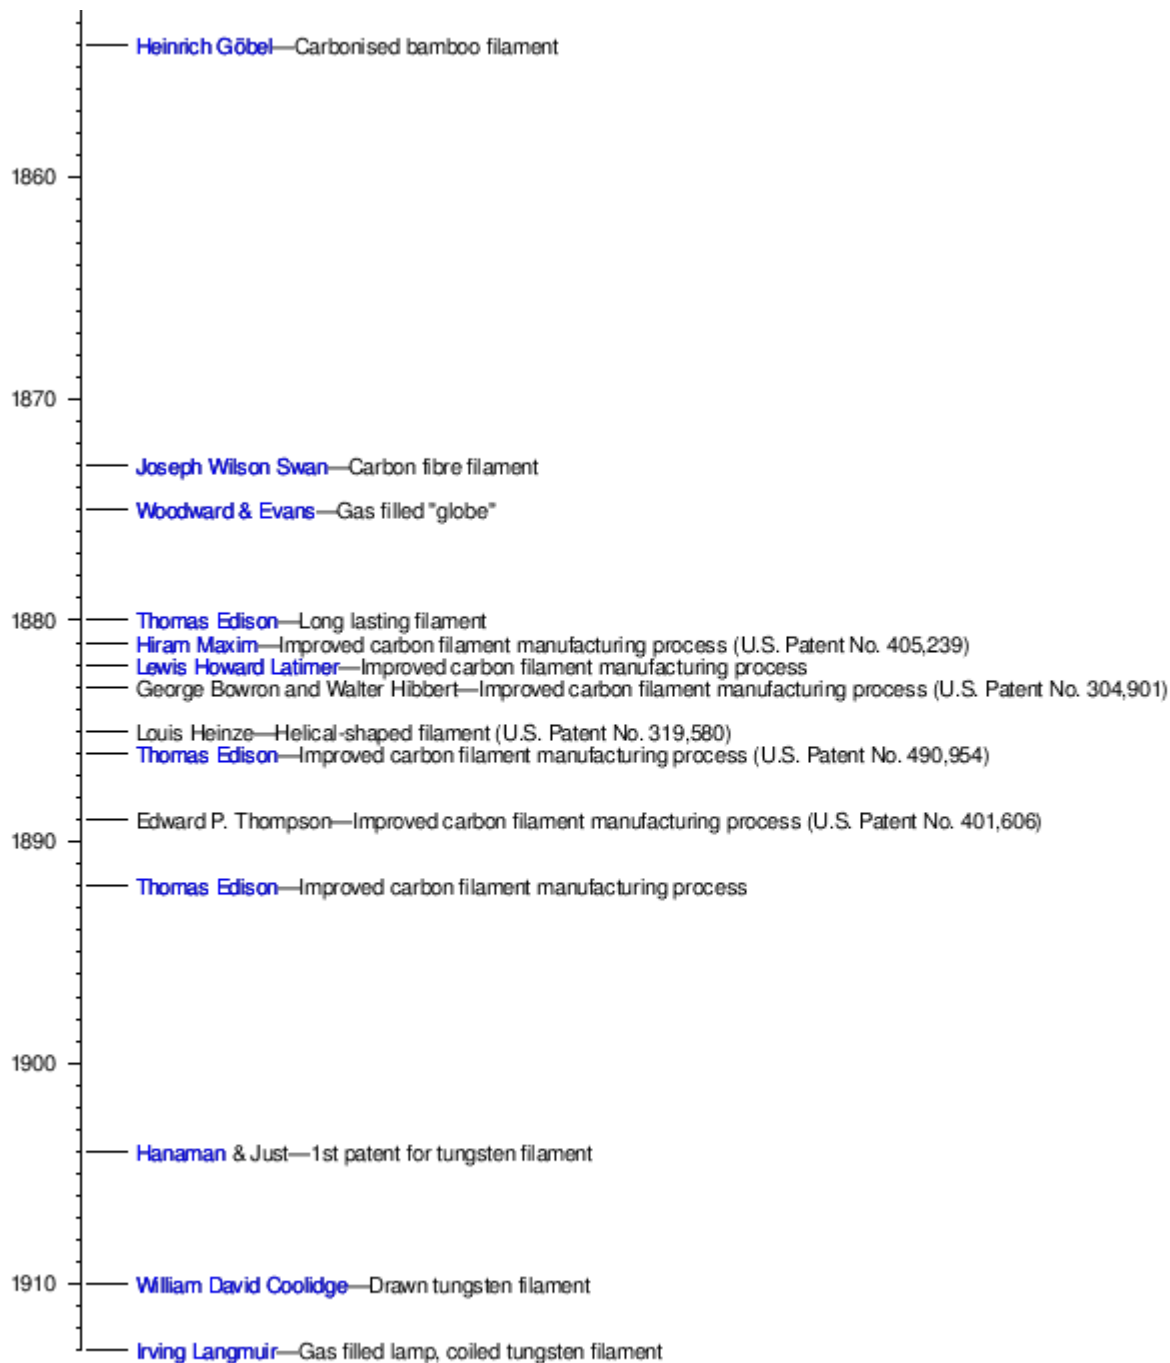 Heinrich Göbel—Carbonised bamboo filament
1860
1870
Joseph Wilson Swan—Carbon fibre filament
Woodward & Evans—Gas filled "globe"
1880
Thomas Edison—Long lasting filament
Hiram Maxim—Improved carbon filament manufacturing process (U.S. Patent No. 405,239)
Lewis Howard Latimer—Improved carbon filament manufacturing process
George Bowron and Walter Hibbert—Improved carbon filament manufacturing process (U.S. Patent No. 304,901)
Louis Heinze—Helical-shaped filament (U.S. Patent No. 319,580)
Thomas Edison—Improved carbon filament manufacturing process (U.S. Patent No. 490,954)
Edward P. Thompson—Improved carbon filament manufacturing process (U.S. Patent No. 401,606)
1890
Thomas Edison—Improved carbon filament manufacturing process
1900
Hanaman & Just—1st patent for tungsten filament
1910
William David Coolidge—Drawn tungsten filament
Irving Langmuir—Gas filled lamp, coiled tungsten filament